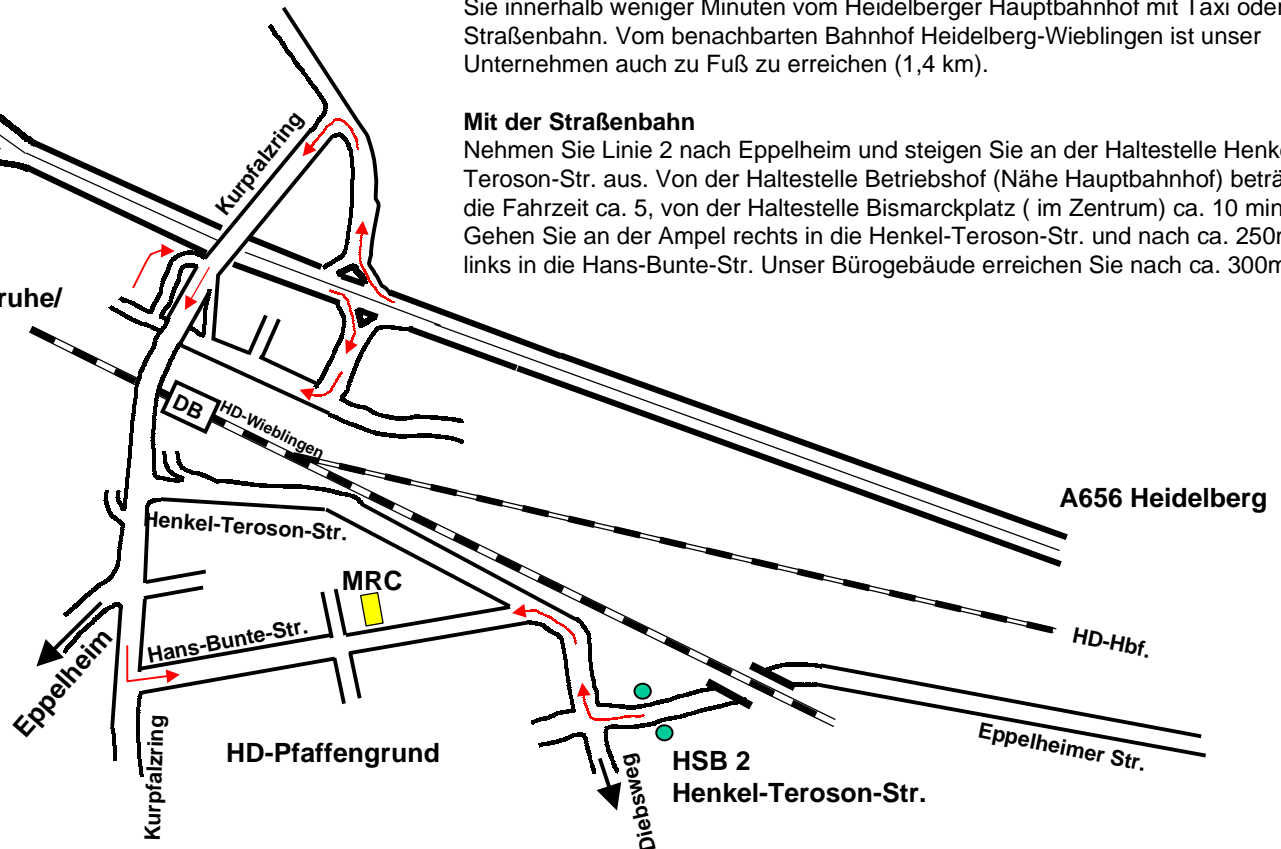 Sie innerhalb weniger Minuten vom Heidelberger Hauptbahnhof mit Taxi oder
Straßenbahn. Vom benachbarten Bahnhof Heidelberg-Wieblingen ist unser
Unternehmen auch zu Fuß zu erreichen (1,4 km).
Mit der Straßenbahn
Nehmen Sie Linie 2 nach Eppelheim und steigen Sie an der Haltestelle Henke
Teroson-Str. aus. Von der Haltestelle Betriebshof (Nähe Hauptbahnhof) beträ
die Fahrzeit ca. 5, von der Haltestelle Bismarckplatz ( im Zentrum) ca. 10 min
Gehen Sie an der Ampel rechts in die Henkel-Teroson-Str. und nach ca. 250m
links in die Hans-Bunte-Str. Unser Bürogebäude erreichen Sie nach ca. 300m
Kurpfalzring
ruhe/
DB
HD-Wieblingen
A656 Heidelberg
Henkel-Teroson-Str.
MRC
Hans-Bunte-Str.
HD-Hbf.
Eppelheim
Eppelheimer Str.
HD-Pfaffengrund
Kurpfalzring
HSB 2
Henkel-Teroson-Str.
Diebsweg